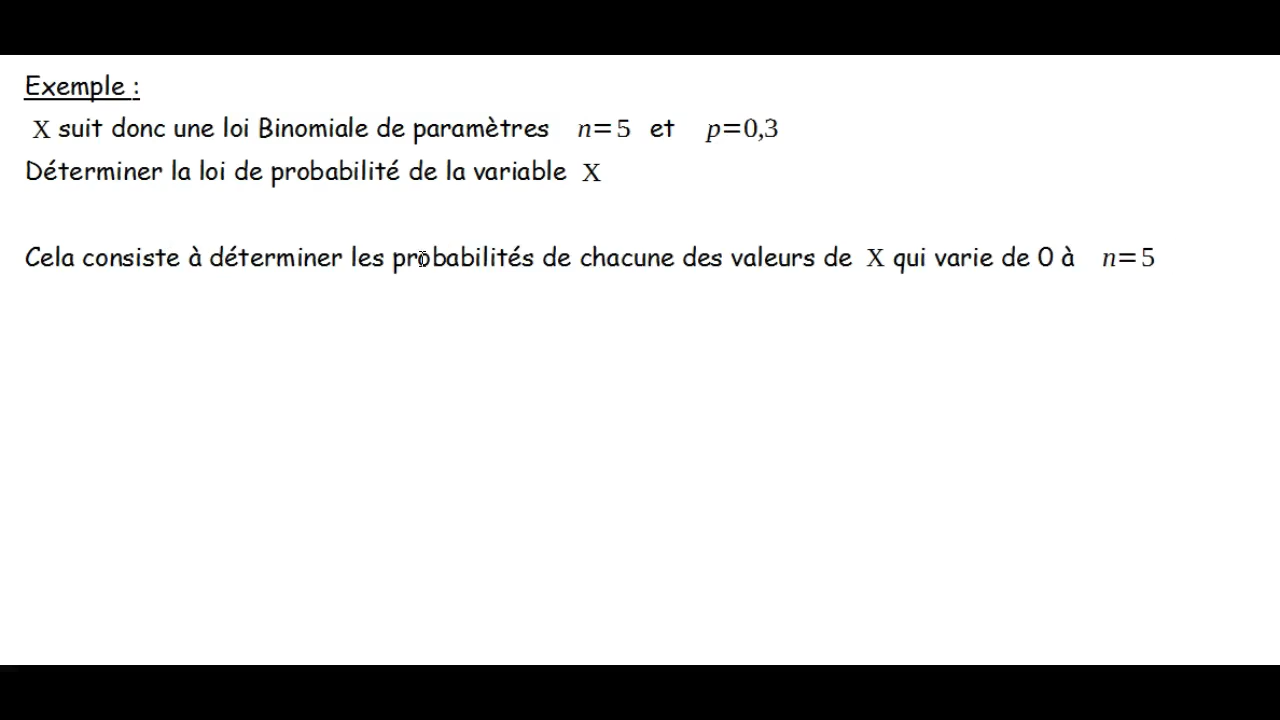 Exemple :
X suit donc une loi Binomiale de paramètres n=5 et p=0,3
Déterminer la loi de probabilité de la variable X
Cela consiste à déterminer les probabilités de chacune des valeurs de X qui varie de 0 à n=5